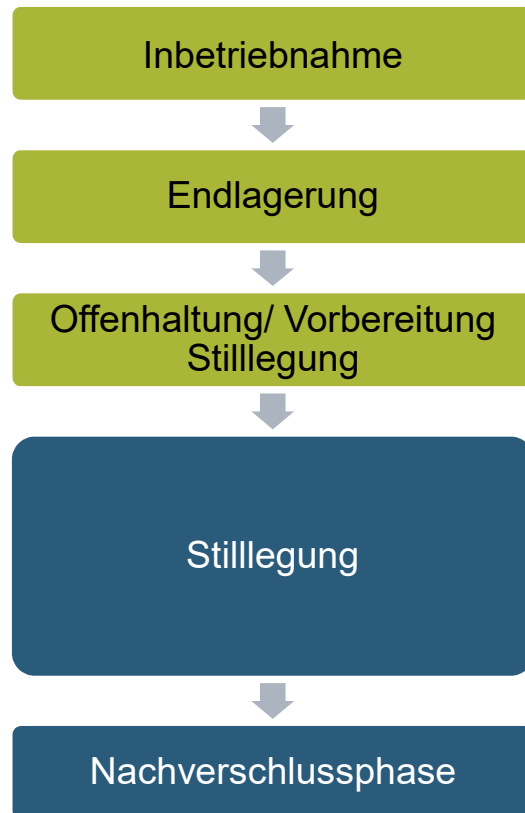 Inbetriebnahme
Endlagerung
Offenhaltung/ Vorbereitung
Stilllegung
Stilllegung
Nachverschlussphase